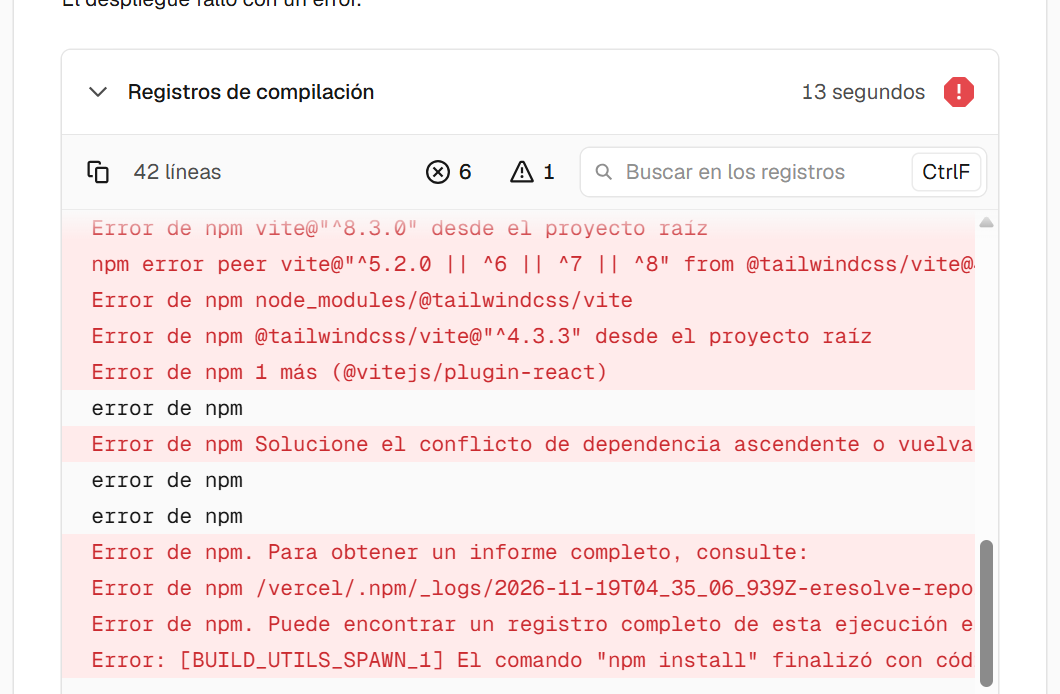 El despliegue falló con un error.
Registros de compilación
13 segundos
42 líneas
6
1
Buscar en los registros
CtrlF
Error de npm vite@"^8.3.0" desde el proyecto raíz
npm error peer vite@"^5.2.0 || ^6 || ^7 || ^8" from @tailwindcss/vite@
Error de npm node_modules/@tailwindcss/vite
Error de npm @tailwindcss/vite@"^4.3.3" desde el proyecto raíz
Error de npm 1 más (@vitejs/plugin-react)
error de npm
Error de npm Solucione el conflicto de dependencia ascendente o vuelva
error de npm
error de npm
Error de npm. Para obtener un informe completo, consulte:
Error de npm /vercel/.npm/_logs/2026-11-19T04_35_06_939Z-eresolve-repo
Error de npm. Puede encontrar un registro completo de esta ejecución e
Error: [BUILD_UTILS_SPAWN_1] El comando "npm install" finalizó con cód